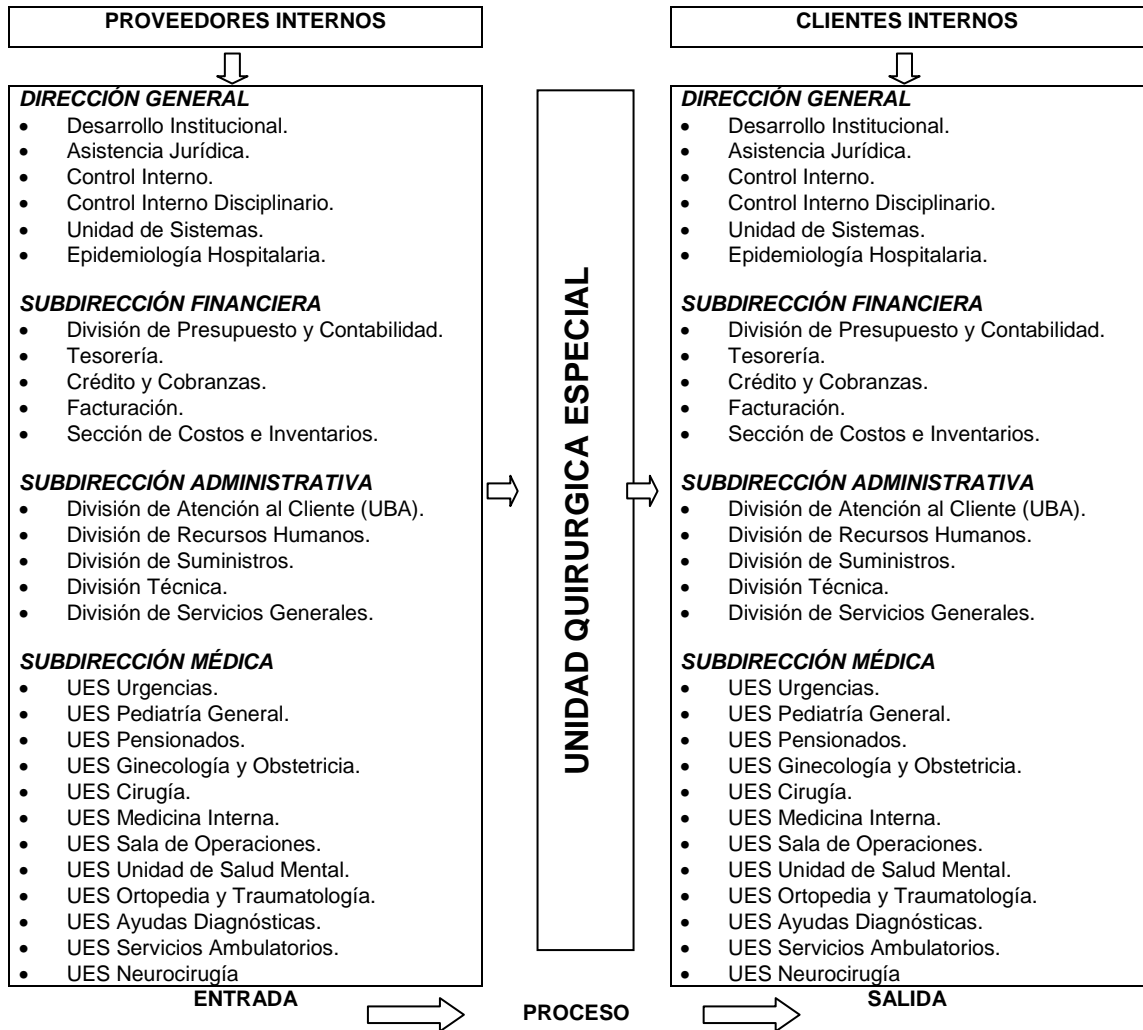 PROVEEDORES INTERNOS
DIRECCIÓN GENERAL
• Desarrollo Institucional.
• Asistencia Jurídica.
• Control Interno.
• Control Interno Disciplinario.
• Unidad de Sistemas.
• Epidemiología Hospitalaria.
SUBDIRECCIÓN FINANCIERA
• División de Presupuesto y Contabilidad.
• Tesorería.
• Crédito y Cobranzas.
• Facturación.
• Sección de Costos e Inventarios.
SUBDIRECCIÓN ADMINISTRATIVA
• División de Atención al Cliente (UBA).
• División de Recursos Humanos.
• División de Suministros.
• División Técnica.
• División de Servicios Generales.
SUBDIRECCIÓN MÉDICA
• UES Urgencias.
• UES Pediatría General.
• UES Pensionados.
• UES Ginecología y Obstetricia.
• UES Cirugía.
• UES Medicina Interna.
• UES Sala de Operaciones.
• UES Unidad de Salud Mental.
• UES Ortopedia y Traumatología.
• UES Ayudas Diagnósticas.
• UES Servicios Ambulatorios.
• UES Neurocirugía
UNIDAD QUIRURGICA ESPECIAL
CLIENTES INTERNOS
DIRECCIÓN GENERAL
• Desarrollo Institucional.
• Asistencia Jurídica.
• Control Interno.
• Control Interno Disciplinario.
• Unidad de Sistemas.
• Epidemiología Hospitalaria.
SUBDIRECCIÓN FINANCIERA
• División de Presupuesto y Contabilidad.
• Tesorería.
• Crédito y Cobranzas.
• Facturación.
• Sección de Costos e Inventarios.
SUBDIRECCIÓN ADMINISTRATIVA
• División de Atención al Cliente (UBA).
• División de Recursos Humanos.
• División de Suministros.
• División Técnica.
• División de Servicios Generales.
SUBDIRECCIÓN MÉDICA
• UES Urgencias.
• UES Pediatría General.
• UES Pensionados.
• UES Ginecología y Obstetricia.
• UES Cirugía.
• UES Medicina Interna.
• UES Sala de Operaciones.
• UES Unidad de Salud Mental.
• UES Ortopedia y Traumatología.
• UES Ayudas Diagnósticas.
• UES Servicios Ambulatorios.
• UES Neurocirugía
ENTRADA
PROCESO
SALIDA